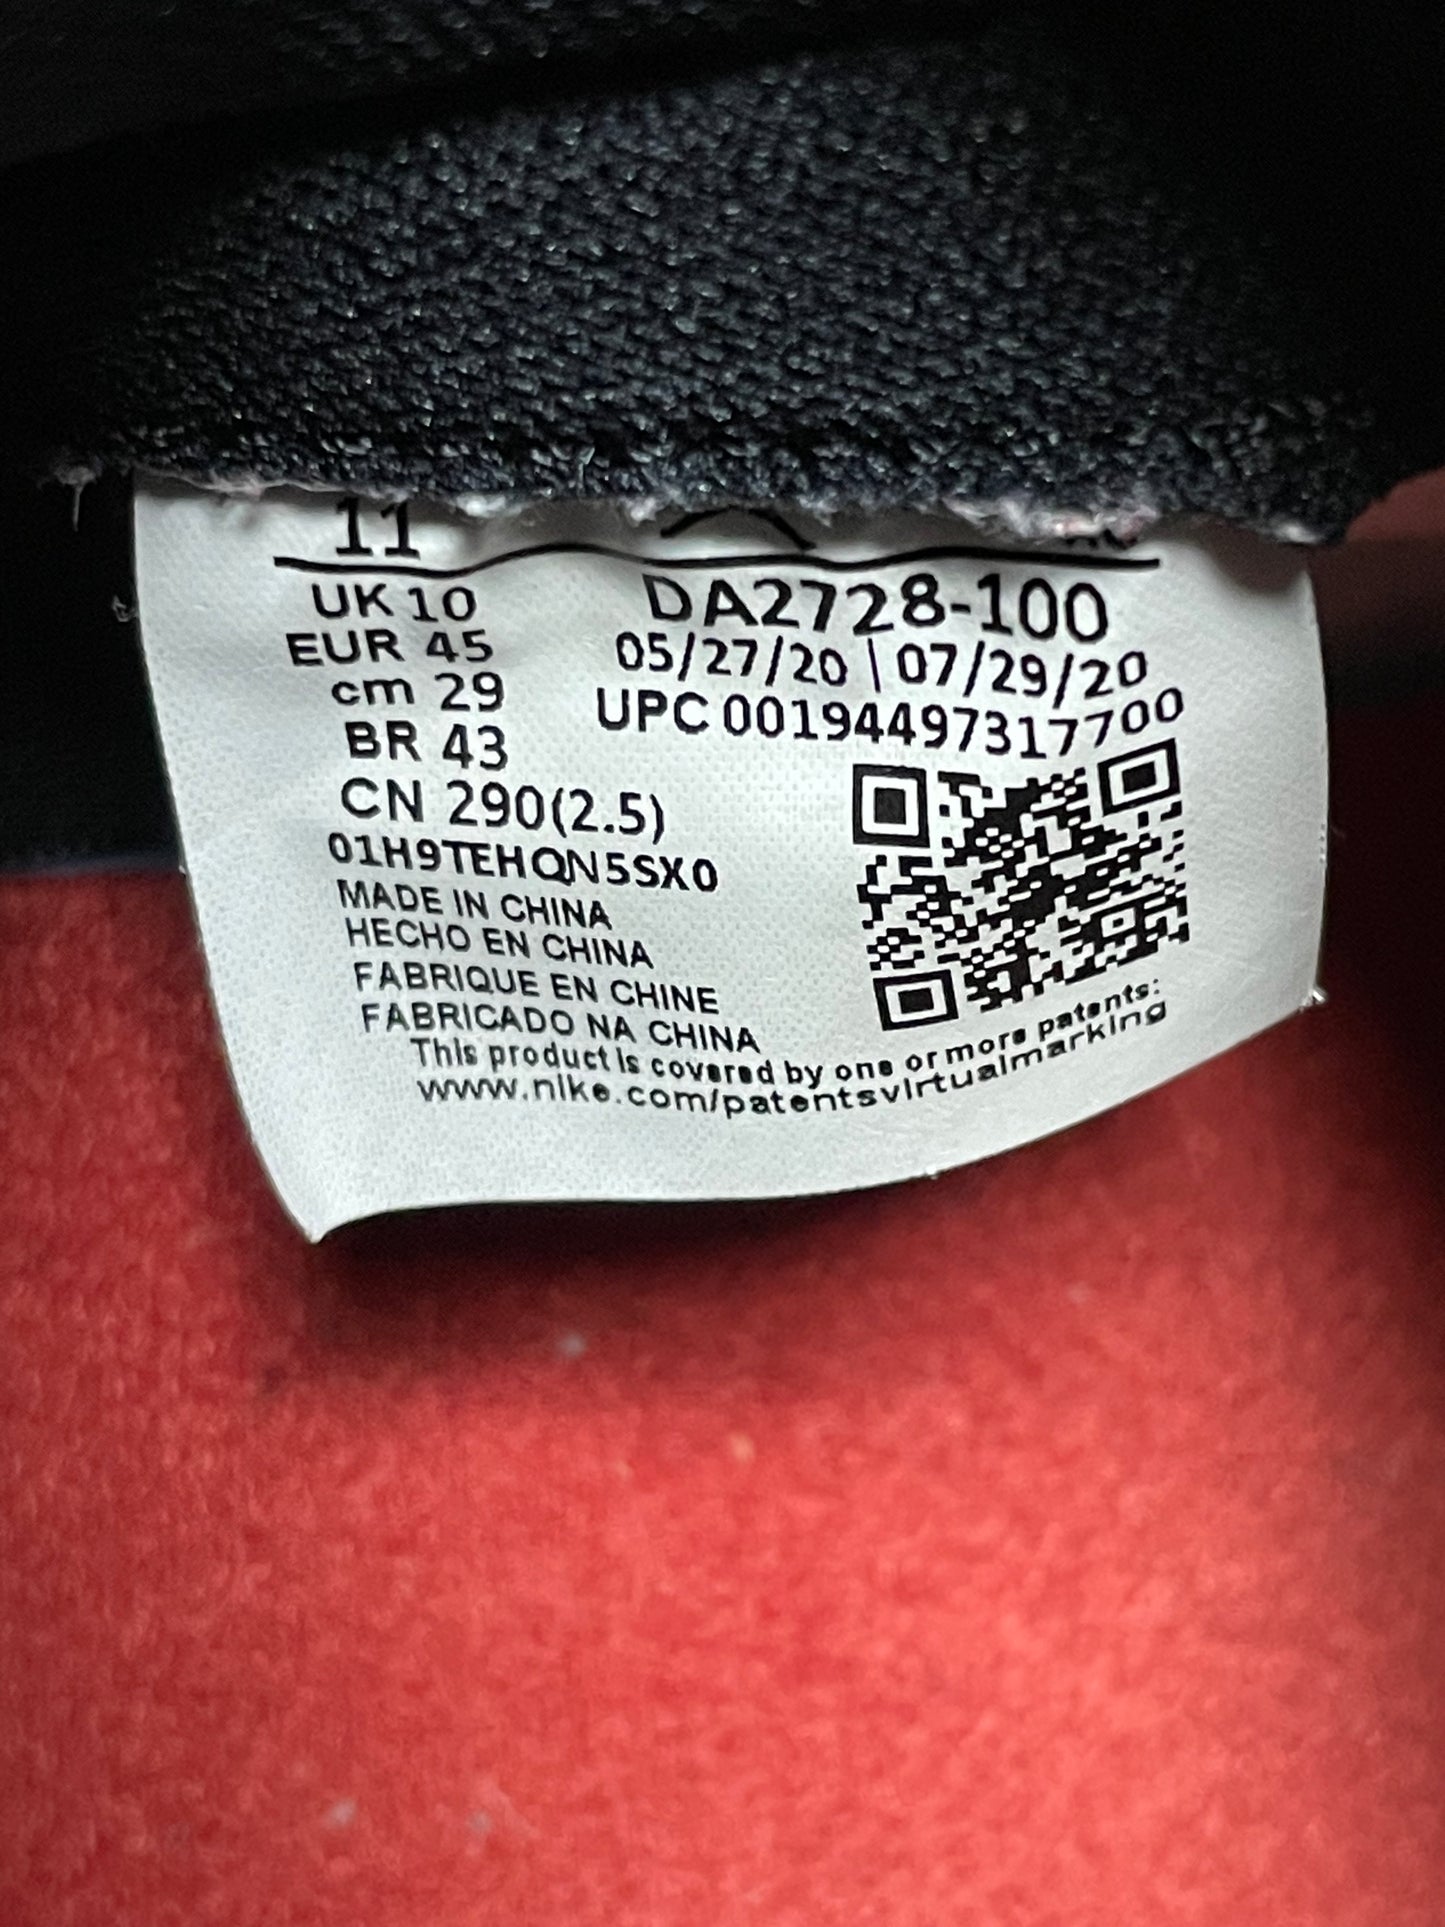 11
UK 10
EUR 45
cm 29
BR 43
CN 290(2.5)
DA2728-100
05/27/20 | 07/29/20
UPC 00194497317700
01H9TEHQN5SX0
MADE IN CHINA
HECHO EN CHINA
FABRIQUE EN CHINE
FABRICADO NA CHINA
This product is covered by one or more patents:
www.nike.com/patentsvirtualmarking